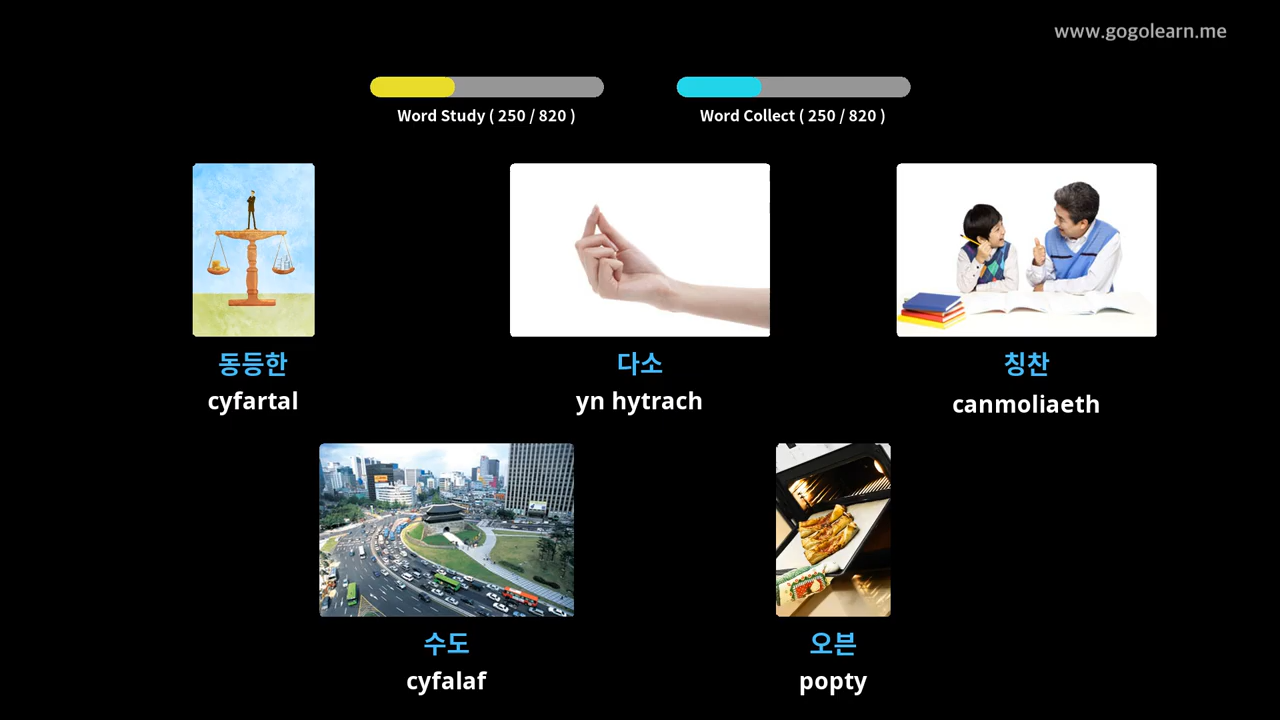 www.gogolearn.me
Word Study ( 250 / 820 )
Word Collect ( 250 / 820 )
동등한
cyfartal
다소
yn hytrach
칭찬
canmoliaeth
수도
cyfalaf
오븐
popty